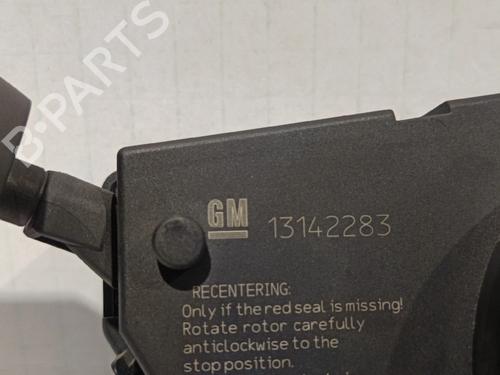 B-PARTS
GM 13142283
RECENTERING:
Only if the red seal is missing!
Rotate rotor carefully
anticlockwise to the
stop position.